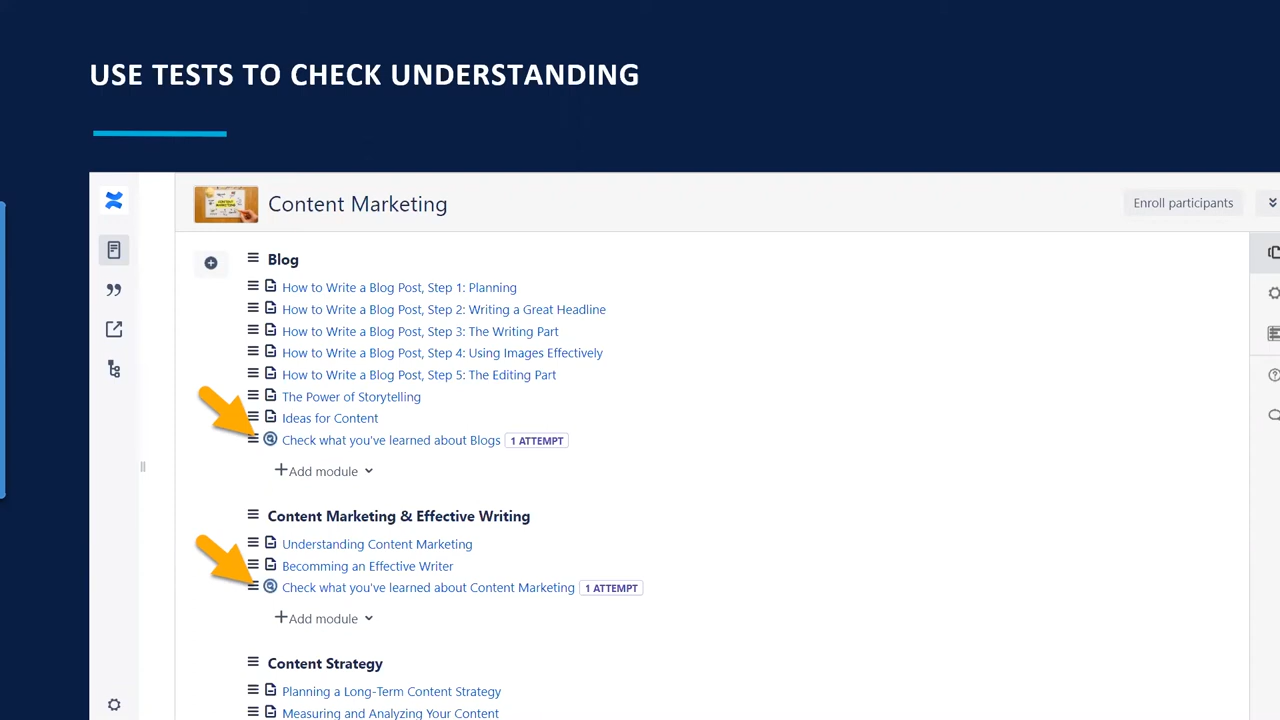 USE TESTS TO CHECK UNDERSTANDING
Content Marketing
Enroll participants
Blog
How to Write a Blog Post, Step 1: Planning
How to Write a Blog Post, Step 2: Writing a Great Headline
How to Write a Blog Post, Step 3: The Writing Part
How to Write a Blog Post, Step 4: Using Images Effectively
How to Write a Blog Post, Step 5: The Editing Part
The Power of Storytelling
Ideas for Content
Check what you've learned about Blogs 1 ATTEMPT
Add module
Content Marketing & Effective Writing
Understanding Content Marketing
Becomming an Effective Writer
Check what you've learned about Content Marketing 1 ATTEMPT
Add module
Content Strategy
Planning a Long-Term Content Strategy
Measuring and Analyzing Your Content